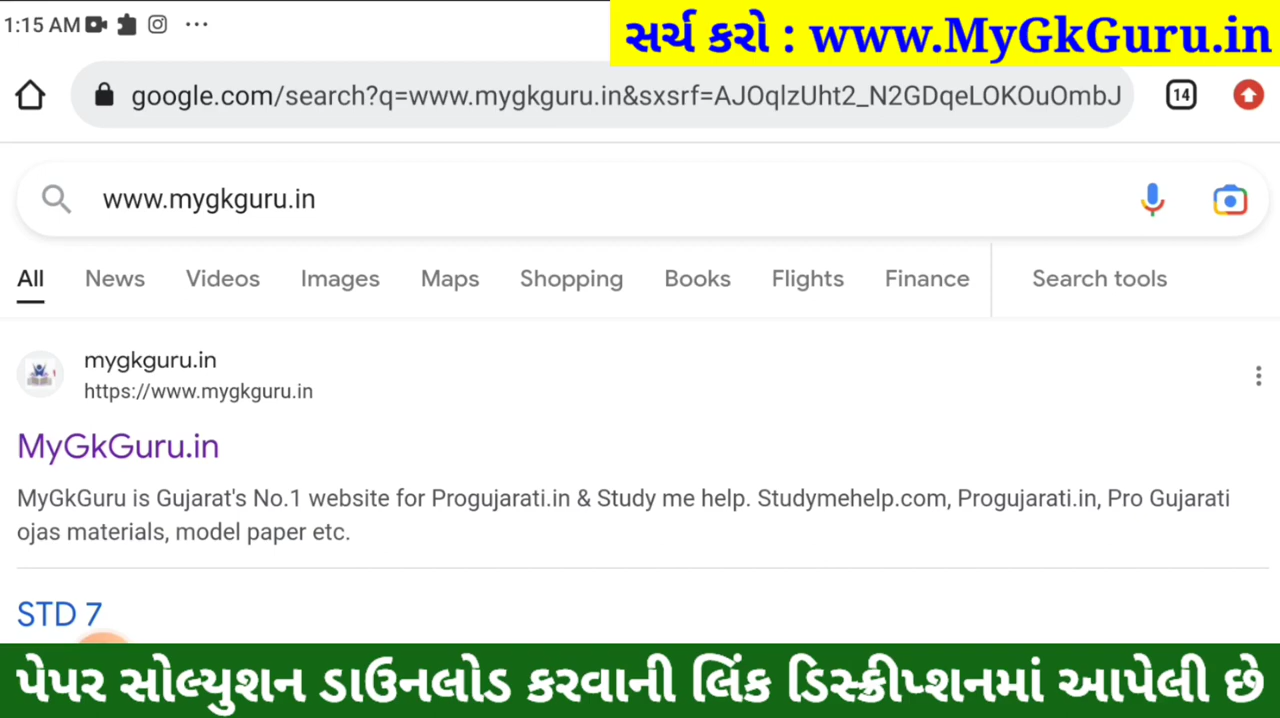 1:15 AM
સર્ચ કરો : www.MyGkGuru.in
google.com/search?q=www.mygkguru.in&sxsrf=AJOqlzUht2_N2GDqeLOKOuOmbJ
14
www.mygkguru.in
All News Videos Images Maps Shopping Books Flights Finance Search tools
mygkguru.in
https://www.mygkguru.in
MyGkGuru.in
MyGkGuru is Gujarat's No.1 website for Progujarati.in & Study me help. Studymehelp.com, Progujarati.in, Pro Gujarati
ojas materials, model paper etc.
STD 7
પેપર સોલ્યુશન ડાઉનલોડ કરવાની લિંક ડિસ્ક્રીપ્શનમાં આપેલી છે